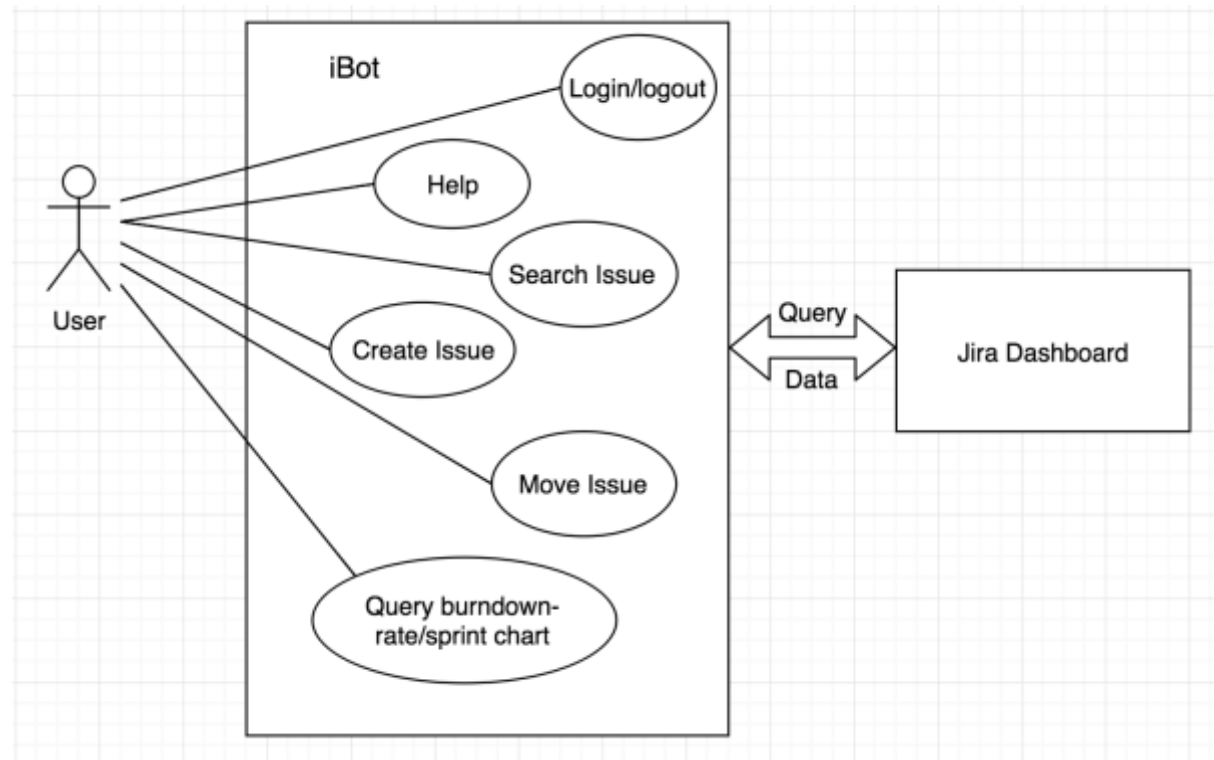 iBot
Login/logout
Help
Search Issue
User
Create Issue
Query
Data
Jira Dashboard
Move Issue
Query burndown-
rate/sprint chart